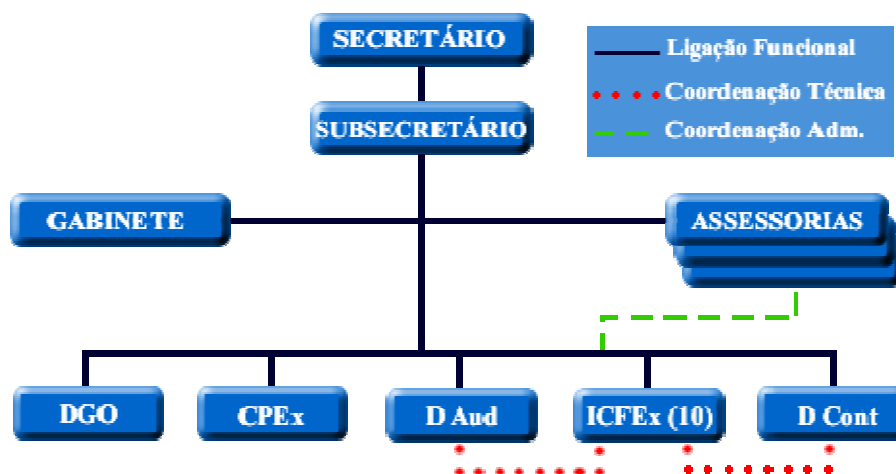 SECRETÁRIO
Ligação Funcional
Coordenação Técnica
SUBSECRETÁRIO
Coordenação Adm.
GABINETE
ASSESSORIAS
DGO
CPEx
D Aud
ICFEx (10)
D Cont